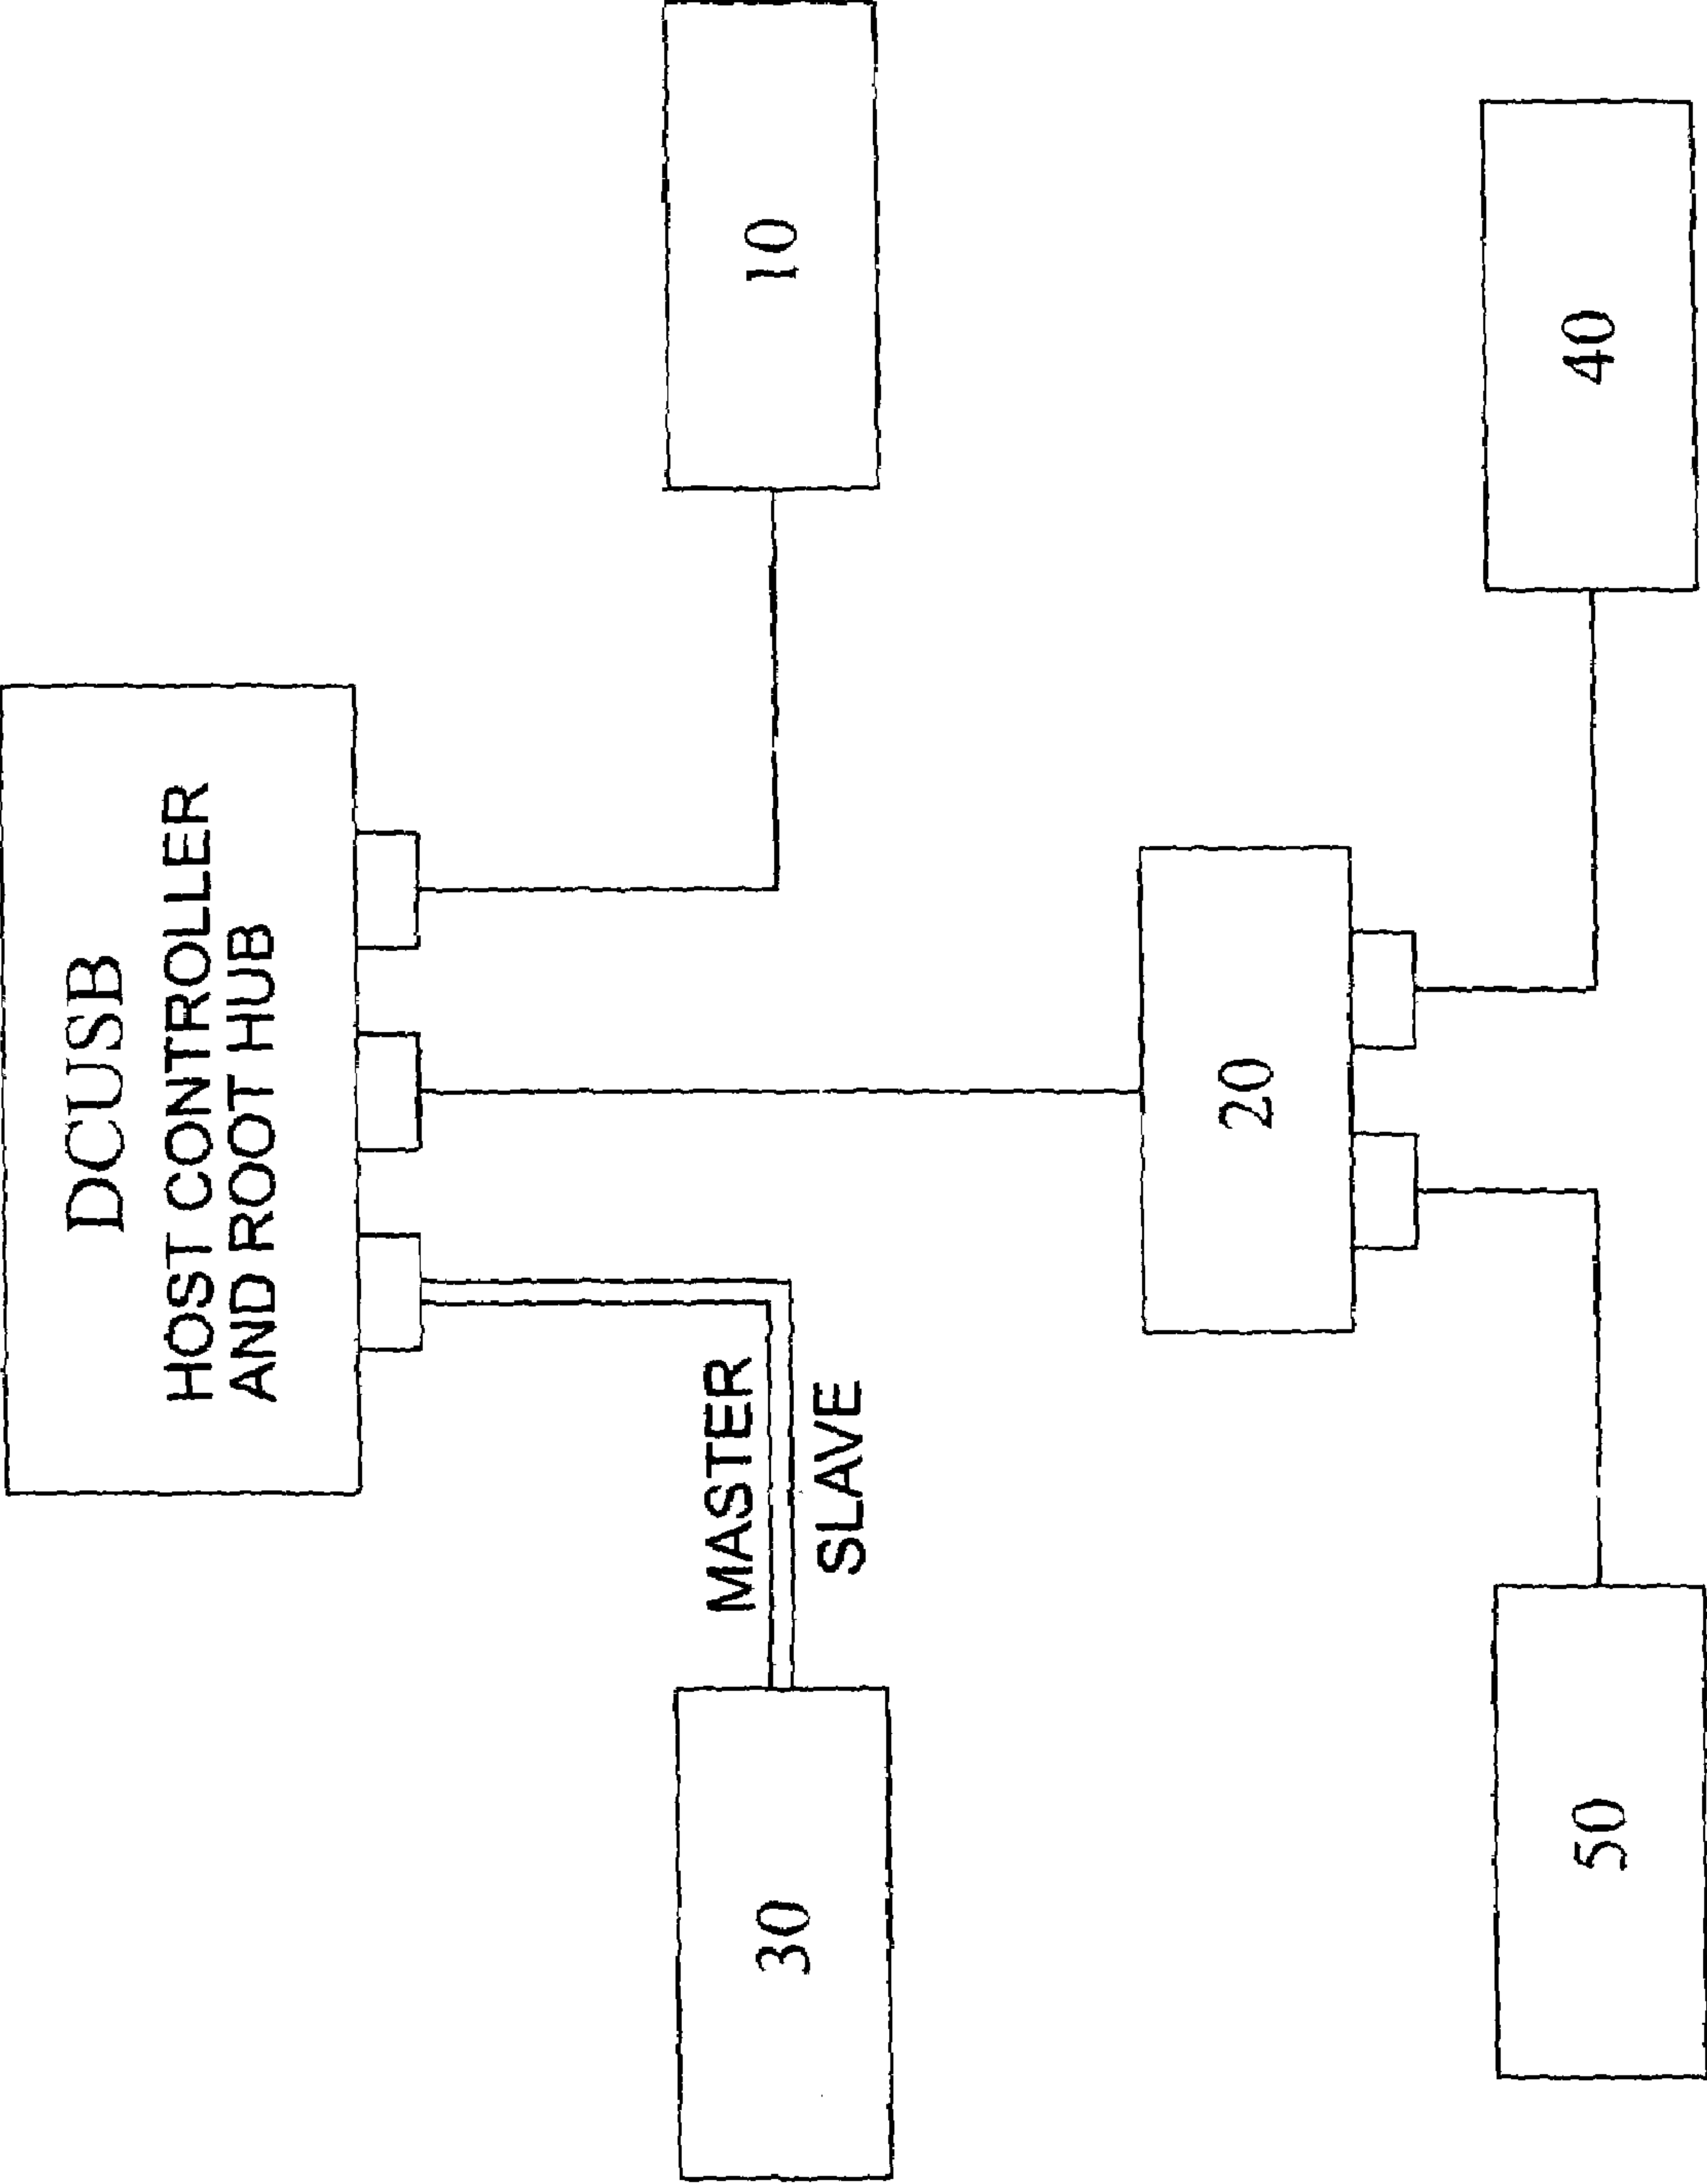 DCUSB
HOST CONTROLLER
AND ROOT HUB
MASTER
SLAVE
30
10
20
50
40